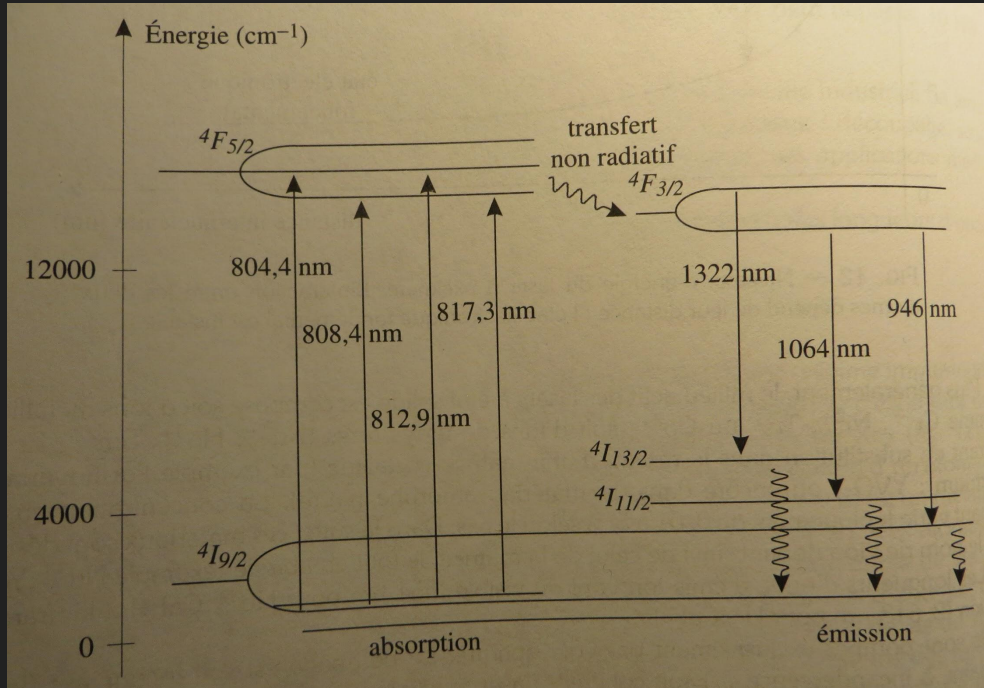 Énergie (cm⁻¹)
⁴F5/2
transfert
non radiatif
⁴F3/2
12000
804,4 nm
808,4 nm
812,9 nm
817,3 nm
1322 nm
1064 nm
946 nm
⁴I13/2
⁴I11/2
4000
⁴I9/2
0
absorption
émission